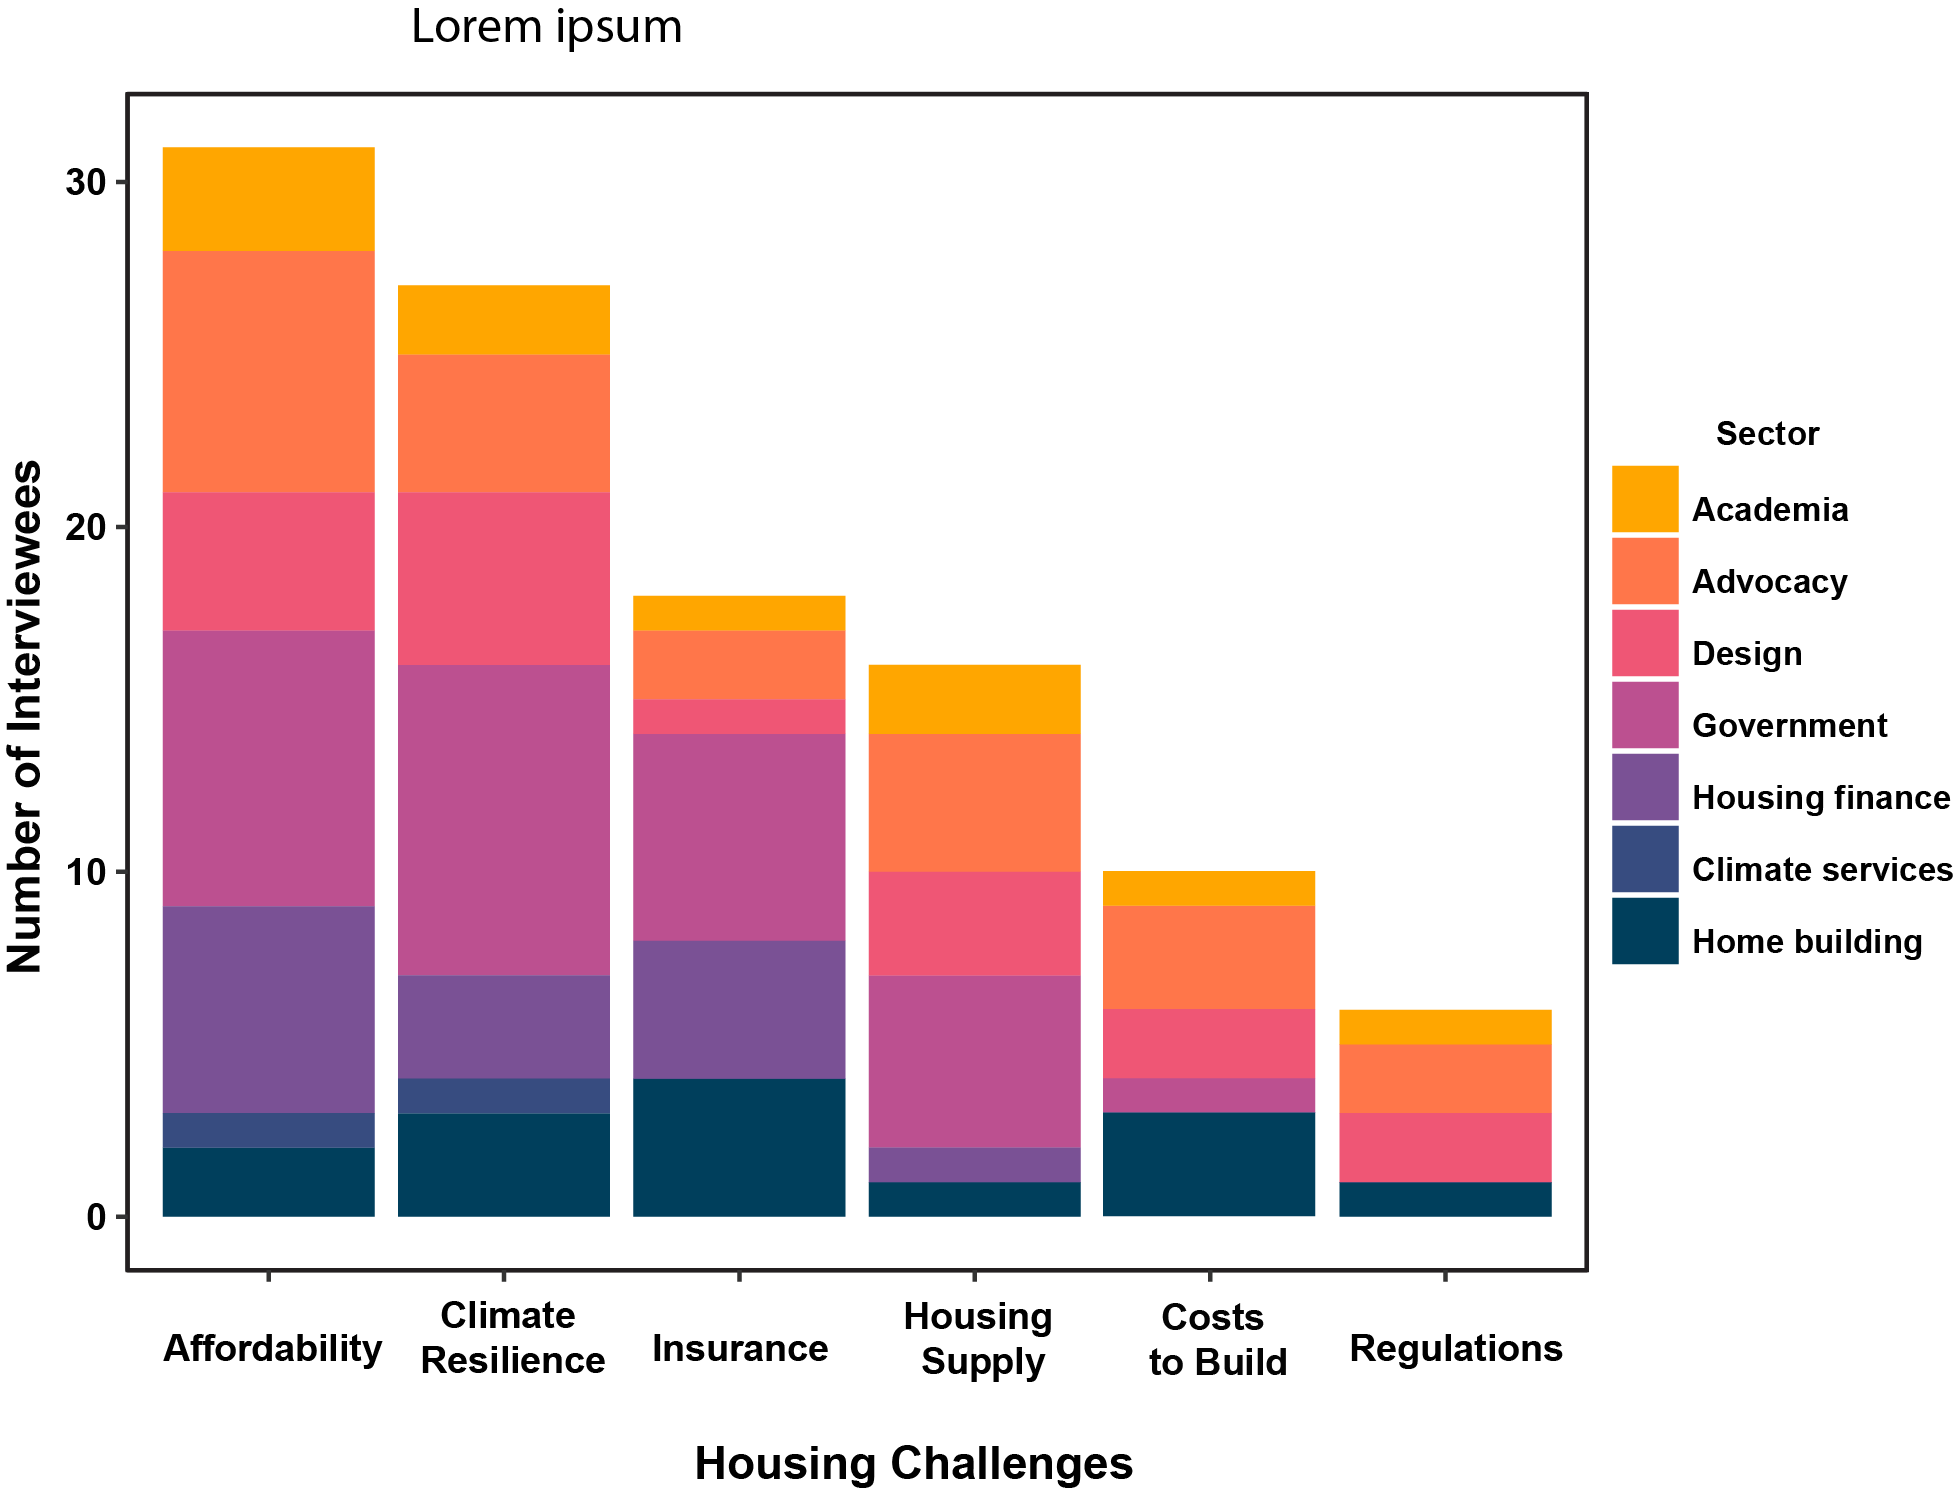 Lorem ipsum
30
20
10
0
Number of Interviewees
Affordability
Climate
Resilience
Insurance
Housing
Supply
Costs
to Build
Regulations
Housing Challenges
Sector
Academia
Advocacy
Design
Government
Housing finance
Climate services
Home building